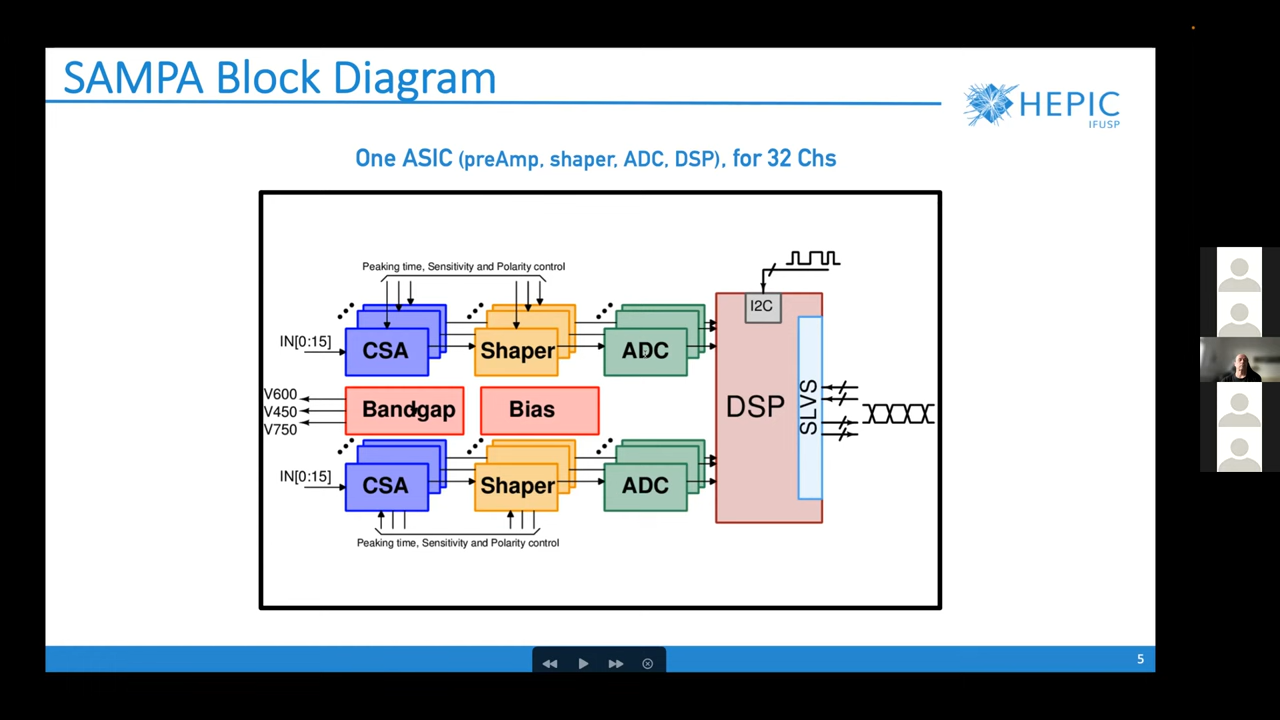 SAMPA Block Diagram
HEPIC
IFUSP
One ASIC (preAmp, shaper, ADC, DSP), for 32 Chs
Peaking time, Sensitivity and Polarity control
I2C
IN[0:15]
CSA
Shaper
ADC
V600
V450
V750
Bandgap
Bias
DSP
SLVS
IN[0:15]
CSA
Shaper
ADC
Peaking time, Sensitivity and Polarity control
5